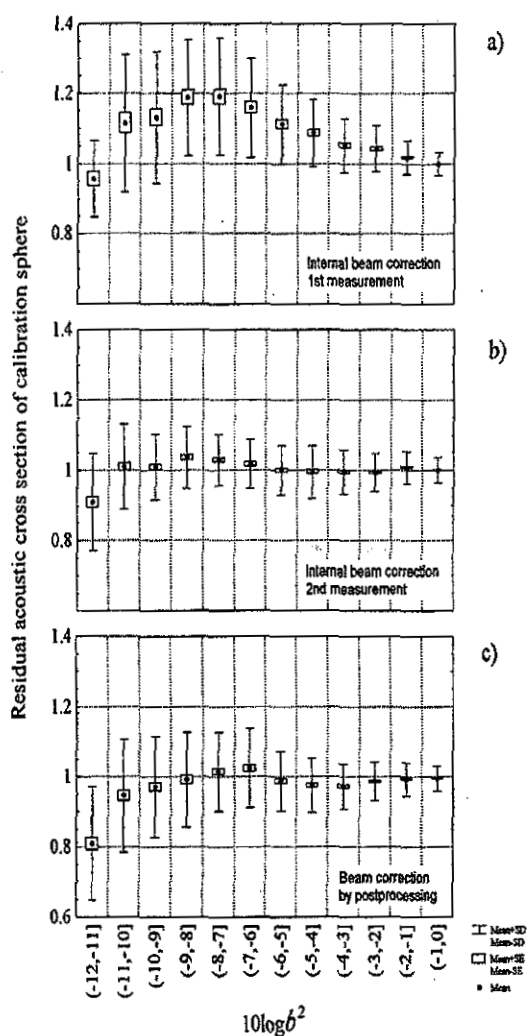 Residual acoustic cross section of calibration sphere
a)
1.4
1.2
1
0.8
Internal beam correction
1st measurement
b)
1.4
1.2
1
0.8
Internal beam correction
2nd measurement
c)
1.4
1.2
1
0.8
0.6
Beam correction
by postprocessing
(-12,-11]
(-11,-10]
(-10,-9]
(-9,-8]
(-8,-7]
(-7,-6]
(-6,-5]
(-5,-4]
(-4,-3]
(-3,-2]
(-2,-1]
(-1,0]
10logb²
Mean+SD
Mean-SD
Mean+SE
Mean-SE
Mean